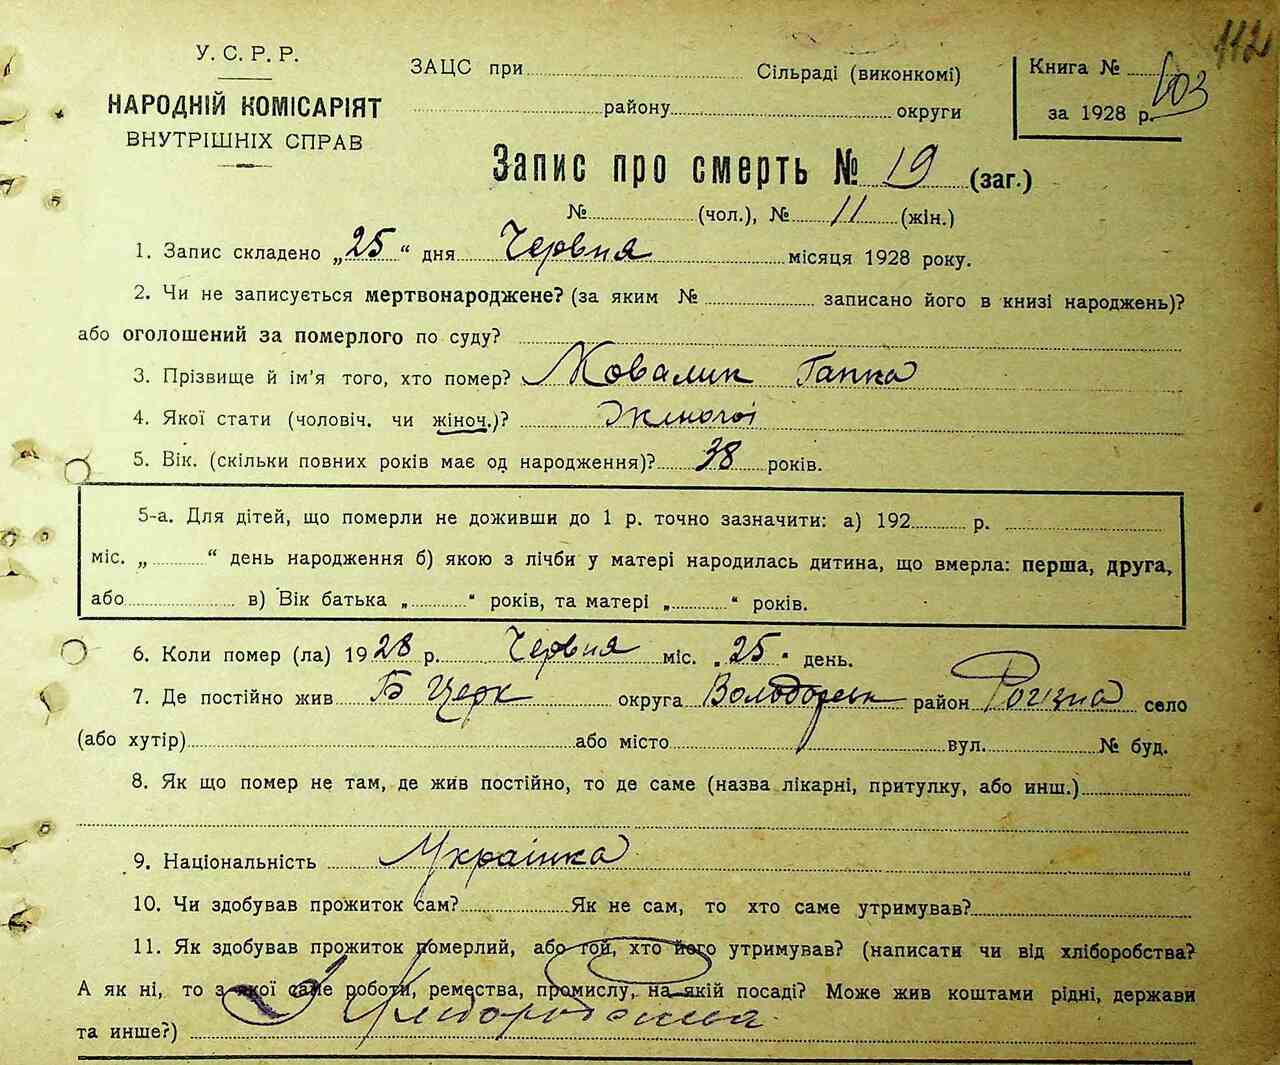 112
У. С. Р. Р.
НАРОДНІЙ КОМІСАРІЯТ
ВНУТРІШНІХ СПРАВ
ЗАЦС при Сільраді (виконкомі)
району округи
Книга № 603
за 1928 р.
Запис про смерть № 19 (заг.)
№ (чол.), № 11 (жін.)
1. Запис складено „25“ дня Червня місяця 1928 року.
2. Чи не записується мертвонароджене? (за яким № записано його в книзі народжень)?
або оголошений за померлого по суду?
3. Прізвище й ім'я того, хто помер? Ковалик Гапка
4. Якої стати (чоловіч. чи жіноч.)? Жіночої
5. Вік. (скільки повних років має од народження)? 38 років.
5-а. Для дітей, що померли не доживши до 1 р. точно зазначити: а) 192 р.
міс. „ “ день народження б) якою з лічби у матері народилась дитина, що вмерла: перша, друга,
або в) Вік батька „ “ років, та матері „ “ років.
6. Коли помер (ла) 1928 р. Червня міс. „25“ день.
7. Де постійно жив Б Церк округа Володарськ район Рогізна село
(або хутір) або місто вул. № буд.
8. Як що помер не там, де жив постійно, то де саме (назва лікарні, притулку, або инш.)
9. Національність Українка
10. Чи здобував прожиток сам? Як не сам, то хто саме утримував?
11. Як здобував прожиток померлий, або той, хто його утримував? (написати чи від хліборобства?
А як ні, то з якої саме роботи, ремества, промислу, на якій посаді? Може жив коштами рідні, держави
та инше?) З Хліборобства